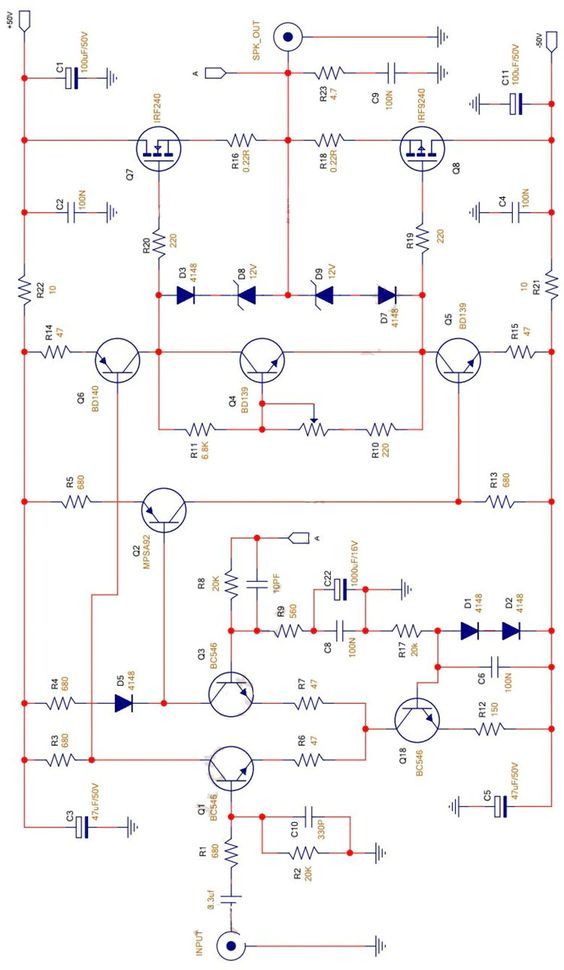 +50V
C1
100uF/50V
C2
100N
R22
10
R14
47
Q6
BD140
R5
680
R4
680
R3
680
C3
47uF/50V
A
SPK_OUT
R23
4.7
C9
100N
-50V
C11
100uF/50V
IRF240
Q7
R16
0.22R
R18
0.22R
IRF9240
Q8
C4
100N
R20
220
R19
220
D3
4148
D8
12V
D9
12V
D7
4148
R21
10
Q5
BD139
R15
47
Q4
BD139
R11
6.8K
R10
220
Q2
MPSA92
R13
680
D5
4148
R8
20K
10PF
A
R9
560
C22
1000uF/16V
C8
100N
R17
20k
D1
4148
D2
4148
C6
100N
Q3
BC546
R7
47
R6
47
Q18
BC546
R12
150
C5
47uF/50V
Q1
BC546
R1
680
C10
330P
R2
20K
3.3uf
INPUT